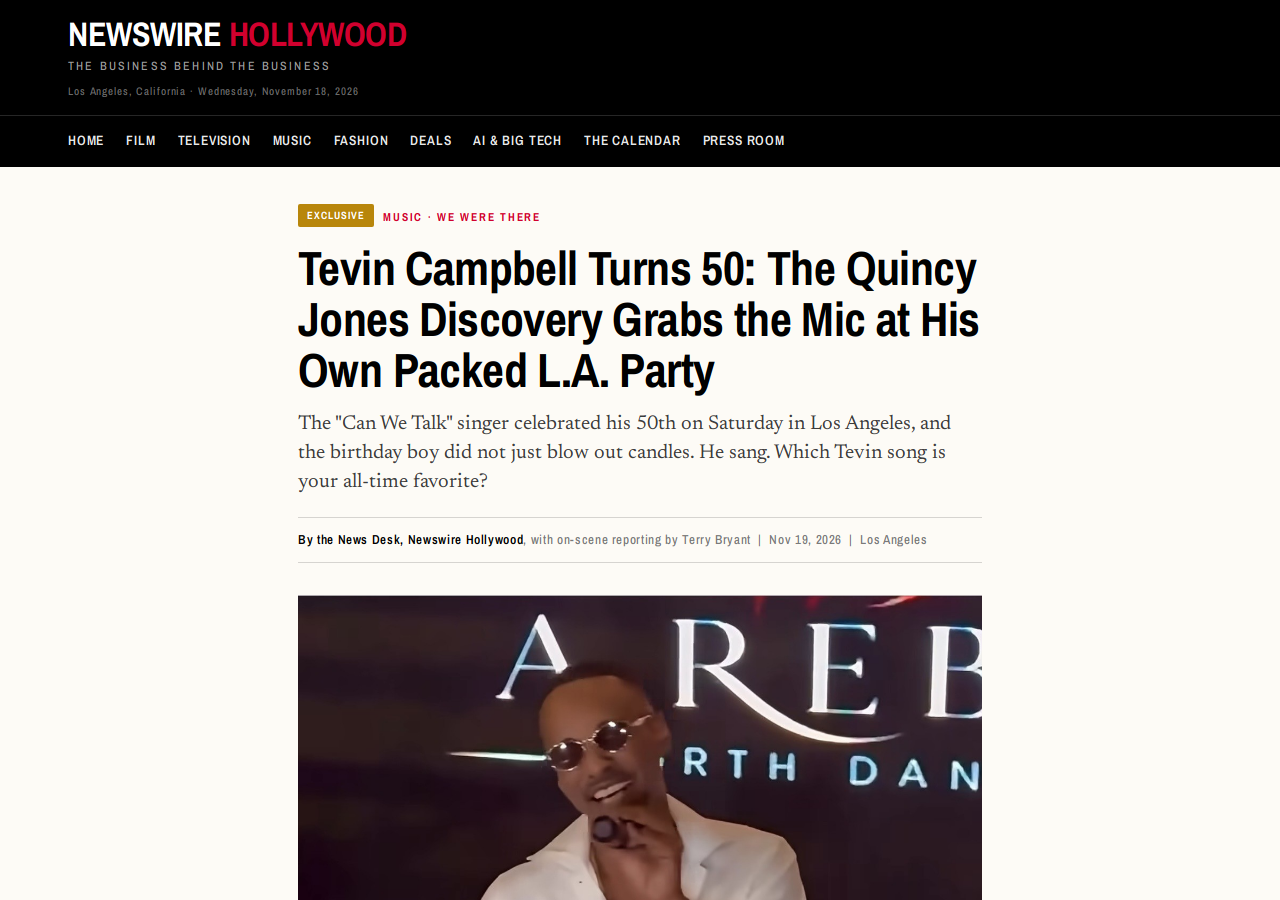 NEWSWIRE HOLLYWOOD
THE BUSINESS BEHIND THE BUSINESS
Los Angeles, California · Wednesday, November 18, 2026
HOME FILM TELEVISION MUSIC FASHION DEALS AI & BIG TECH THE CALENDAR PRESS ROOM
EXCLUSIVE MUSIC · WE WERE THERE
Tevin Campbell Turns 50: The Quincy
Jones Discovery Grabs the Mic at His
Own Packed L.A. Party
The "Can We Talk" singer celebrated his 50th on Saturday in Los Angeles, and
the birthday boy did not just blow out candles. He sang. Which Tevin song is
your all-time favorite?
By the News Desk, Newswire Hollywood, with on-scene reporting by Terry Bryant | Nov 19, 2026 | Los Angeles
A REB
RTH DAN